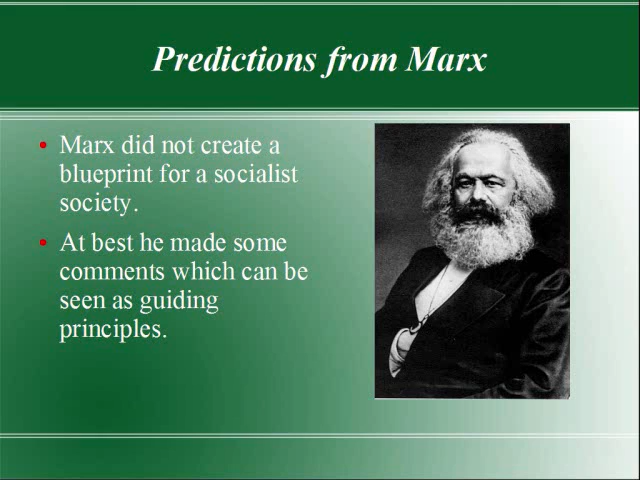 Predictions from Marx
• Marx did not create a
blueprint for a socialist
society.
• At best he made some
comments which can be
seen as guiding
principles.